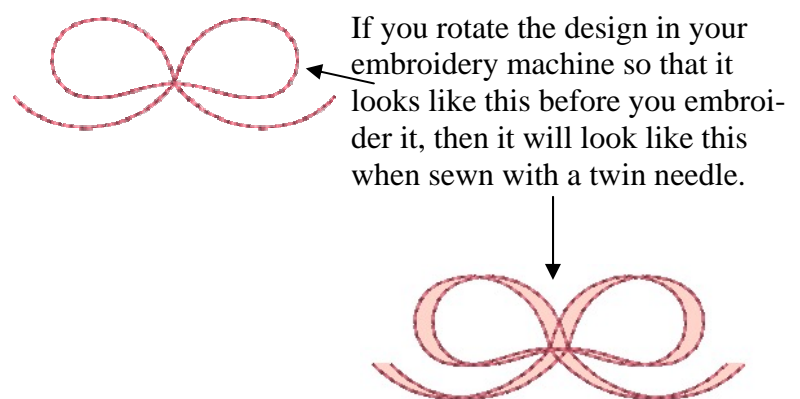 If you rotate the design in your
embroidery machine so that it
looks like this before you embroi-
der it, then it will look like this
when sewn with a twin needle.